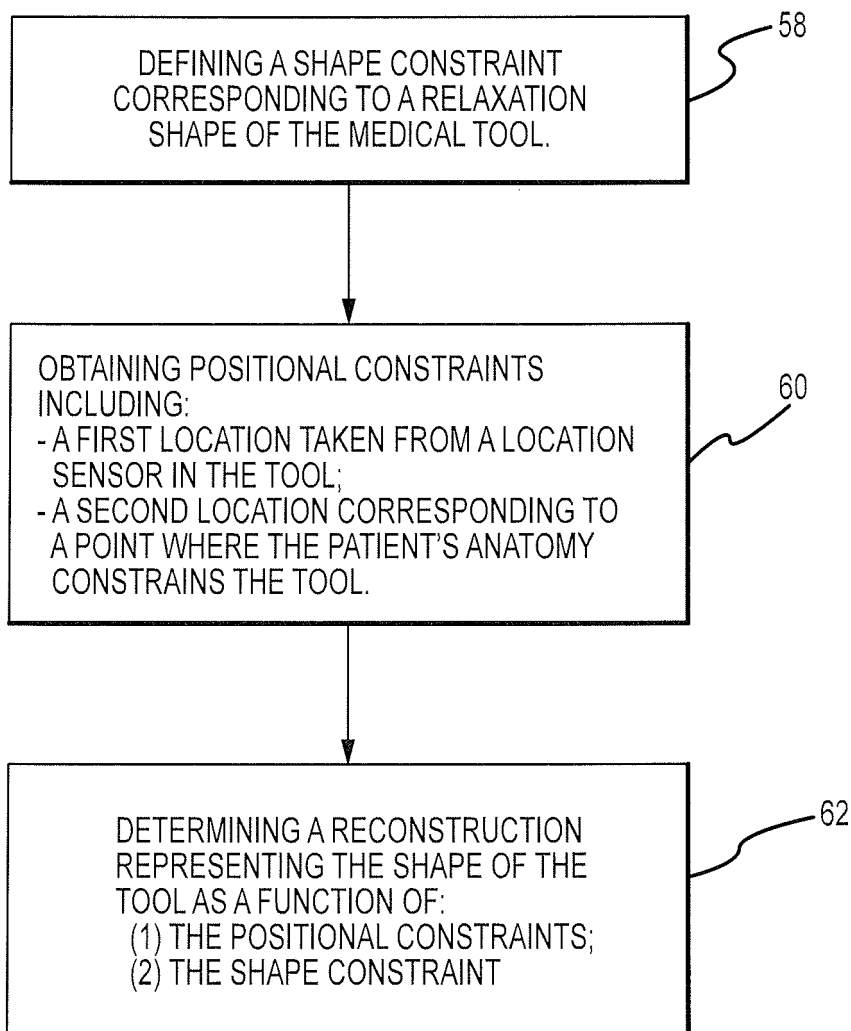 58
DEFINING A SHAPE CONSTRAINT
CORRESPONDING TO A RELAXATION
SHAPE OF THE MEDICAL TOOL.
60
OBTAINING POSITIONAL CONSTRAINTS
INCLUDING:
- A FIRST LOCATION TAKEN FROM A LOCATION
SENSOR IN THE TOOL;
- A SECOND LOCATION CORRESPONDING TO
A POINT WHERE THE PATIENT'S ANATOMY
CONSTRAINS THE TOOL.
62
DETERMINING A RECONSTRUCTION
REPRESENTING THE SHAPE OF THE
TOOL AS A FUNCTION OF:
(1) THE POSITIONAL CONSTRAINTS;
(2) THE SHAPE CONSTRAINT